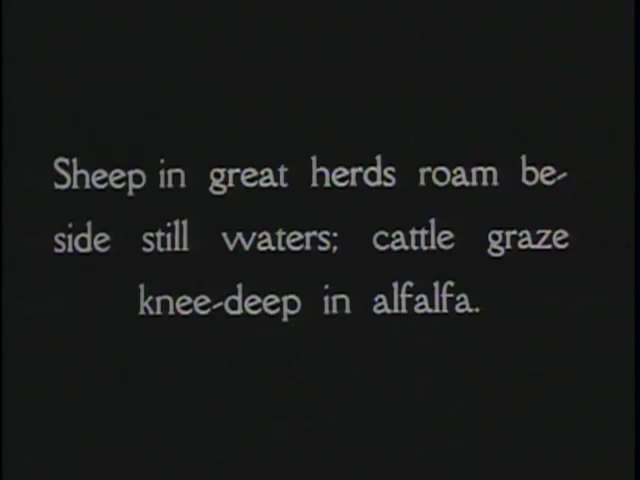 Sheep in great herds roam be-
side still waters; cattle graze
knee-deep in alfalfa.